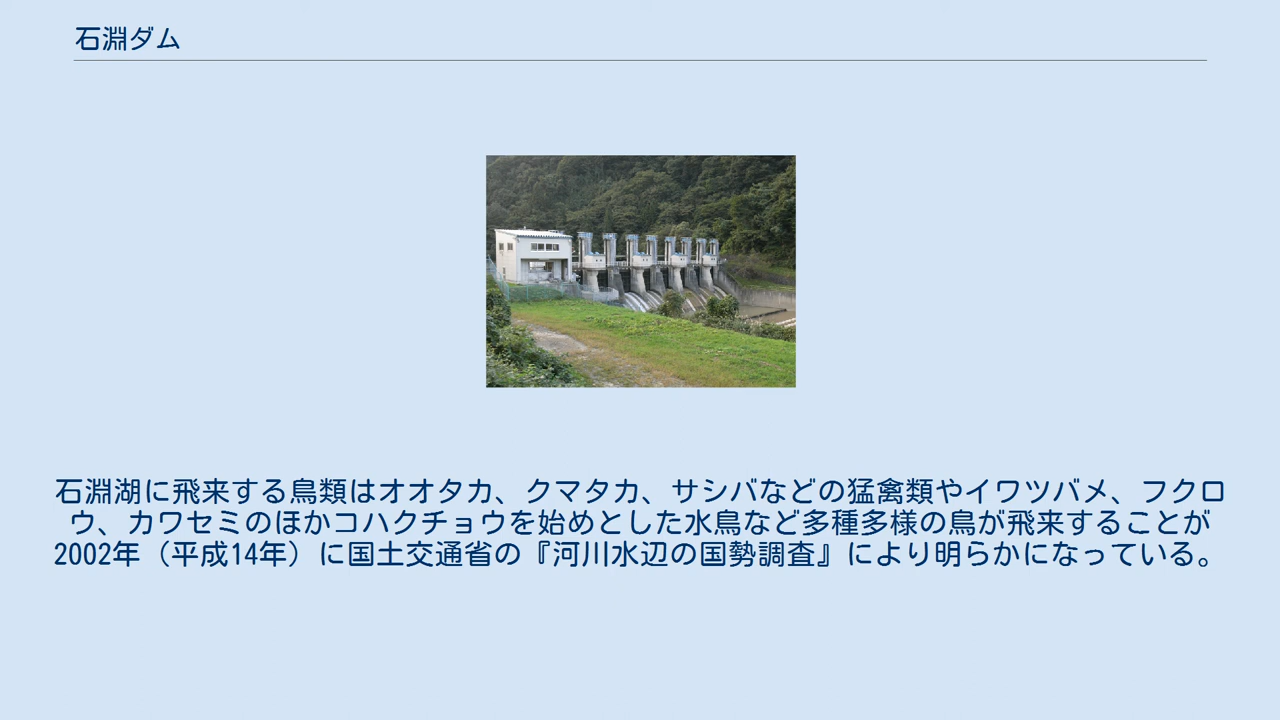 石淵ダム
石淵湖に飛来する鳥類はオオタカ、クマタカ、サシバなどの猛禽類やイワツバメ、フクロ
ウ、カワセミのほかコハクチョウを始めとした水鳥など多種多様の鳥が飛来することが
2002年（平成14年）に国土交通省の『河川水辺の国勢調査』により明らかになっている。